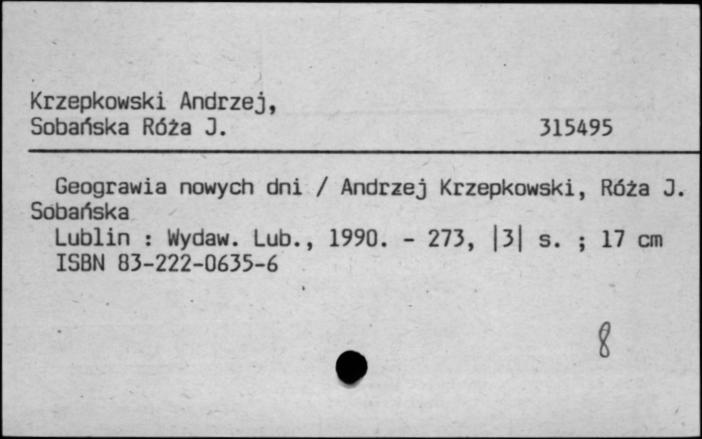 Krzepkowski Andrzej,
Sobańska Róża J. 315495
Geograwia nowych dni / Andrzej Krzepkowski, Róża J.
Sobańska
Lublin : Wydaw. Lub., 1990. - 273, |3| s. ; 17 cm
ISBN 83-222-0635-6
8